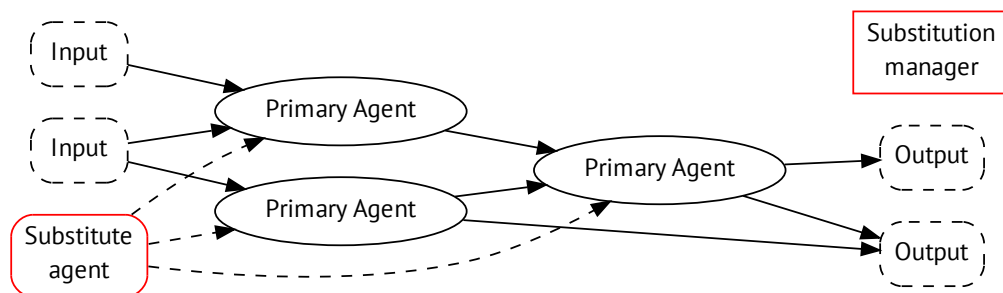 Input
Substitution
manager
Primary Agent
Input
Output
Primary Agent
Primary Agent
Substitute
agent
Output